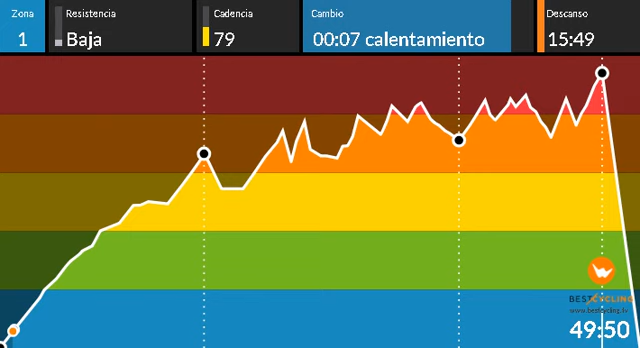 Zona
1
Resistencia
Baja
Cadencia
79
Cambio
00:07 calentamiento
Descanso
15:49
BESTCYCLING
www.bestcycling.tv
49:50